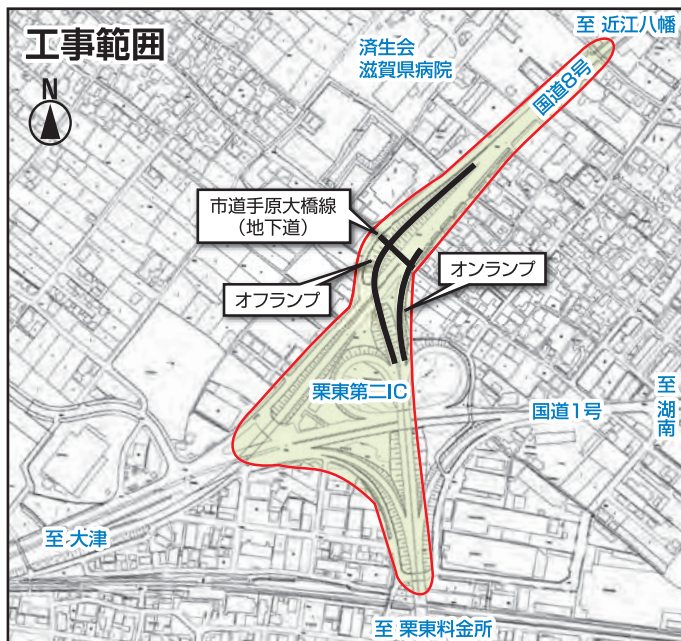 工事範囲
N
至 近江八幡
済生会
滋賀県病院
国道8号
市道手原大橋線
（地下道）
オフランプ
オンランプ
栗東第二IC
至 湖南
国道1号
至 大津
至 栗東料金所